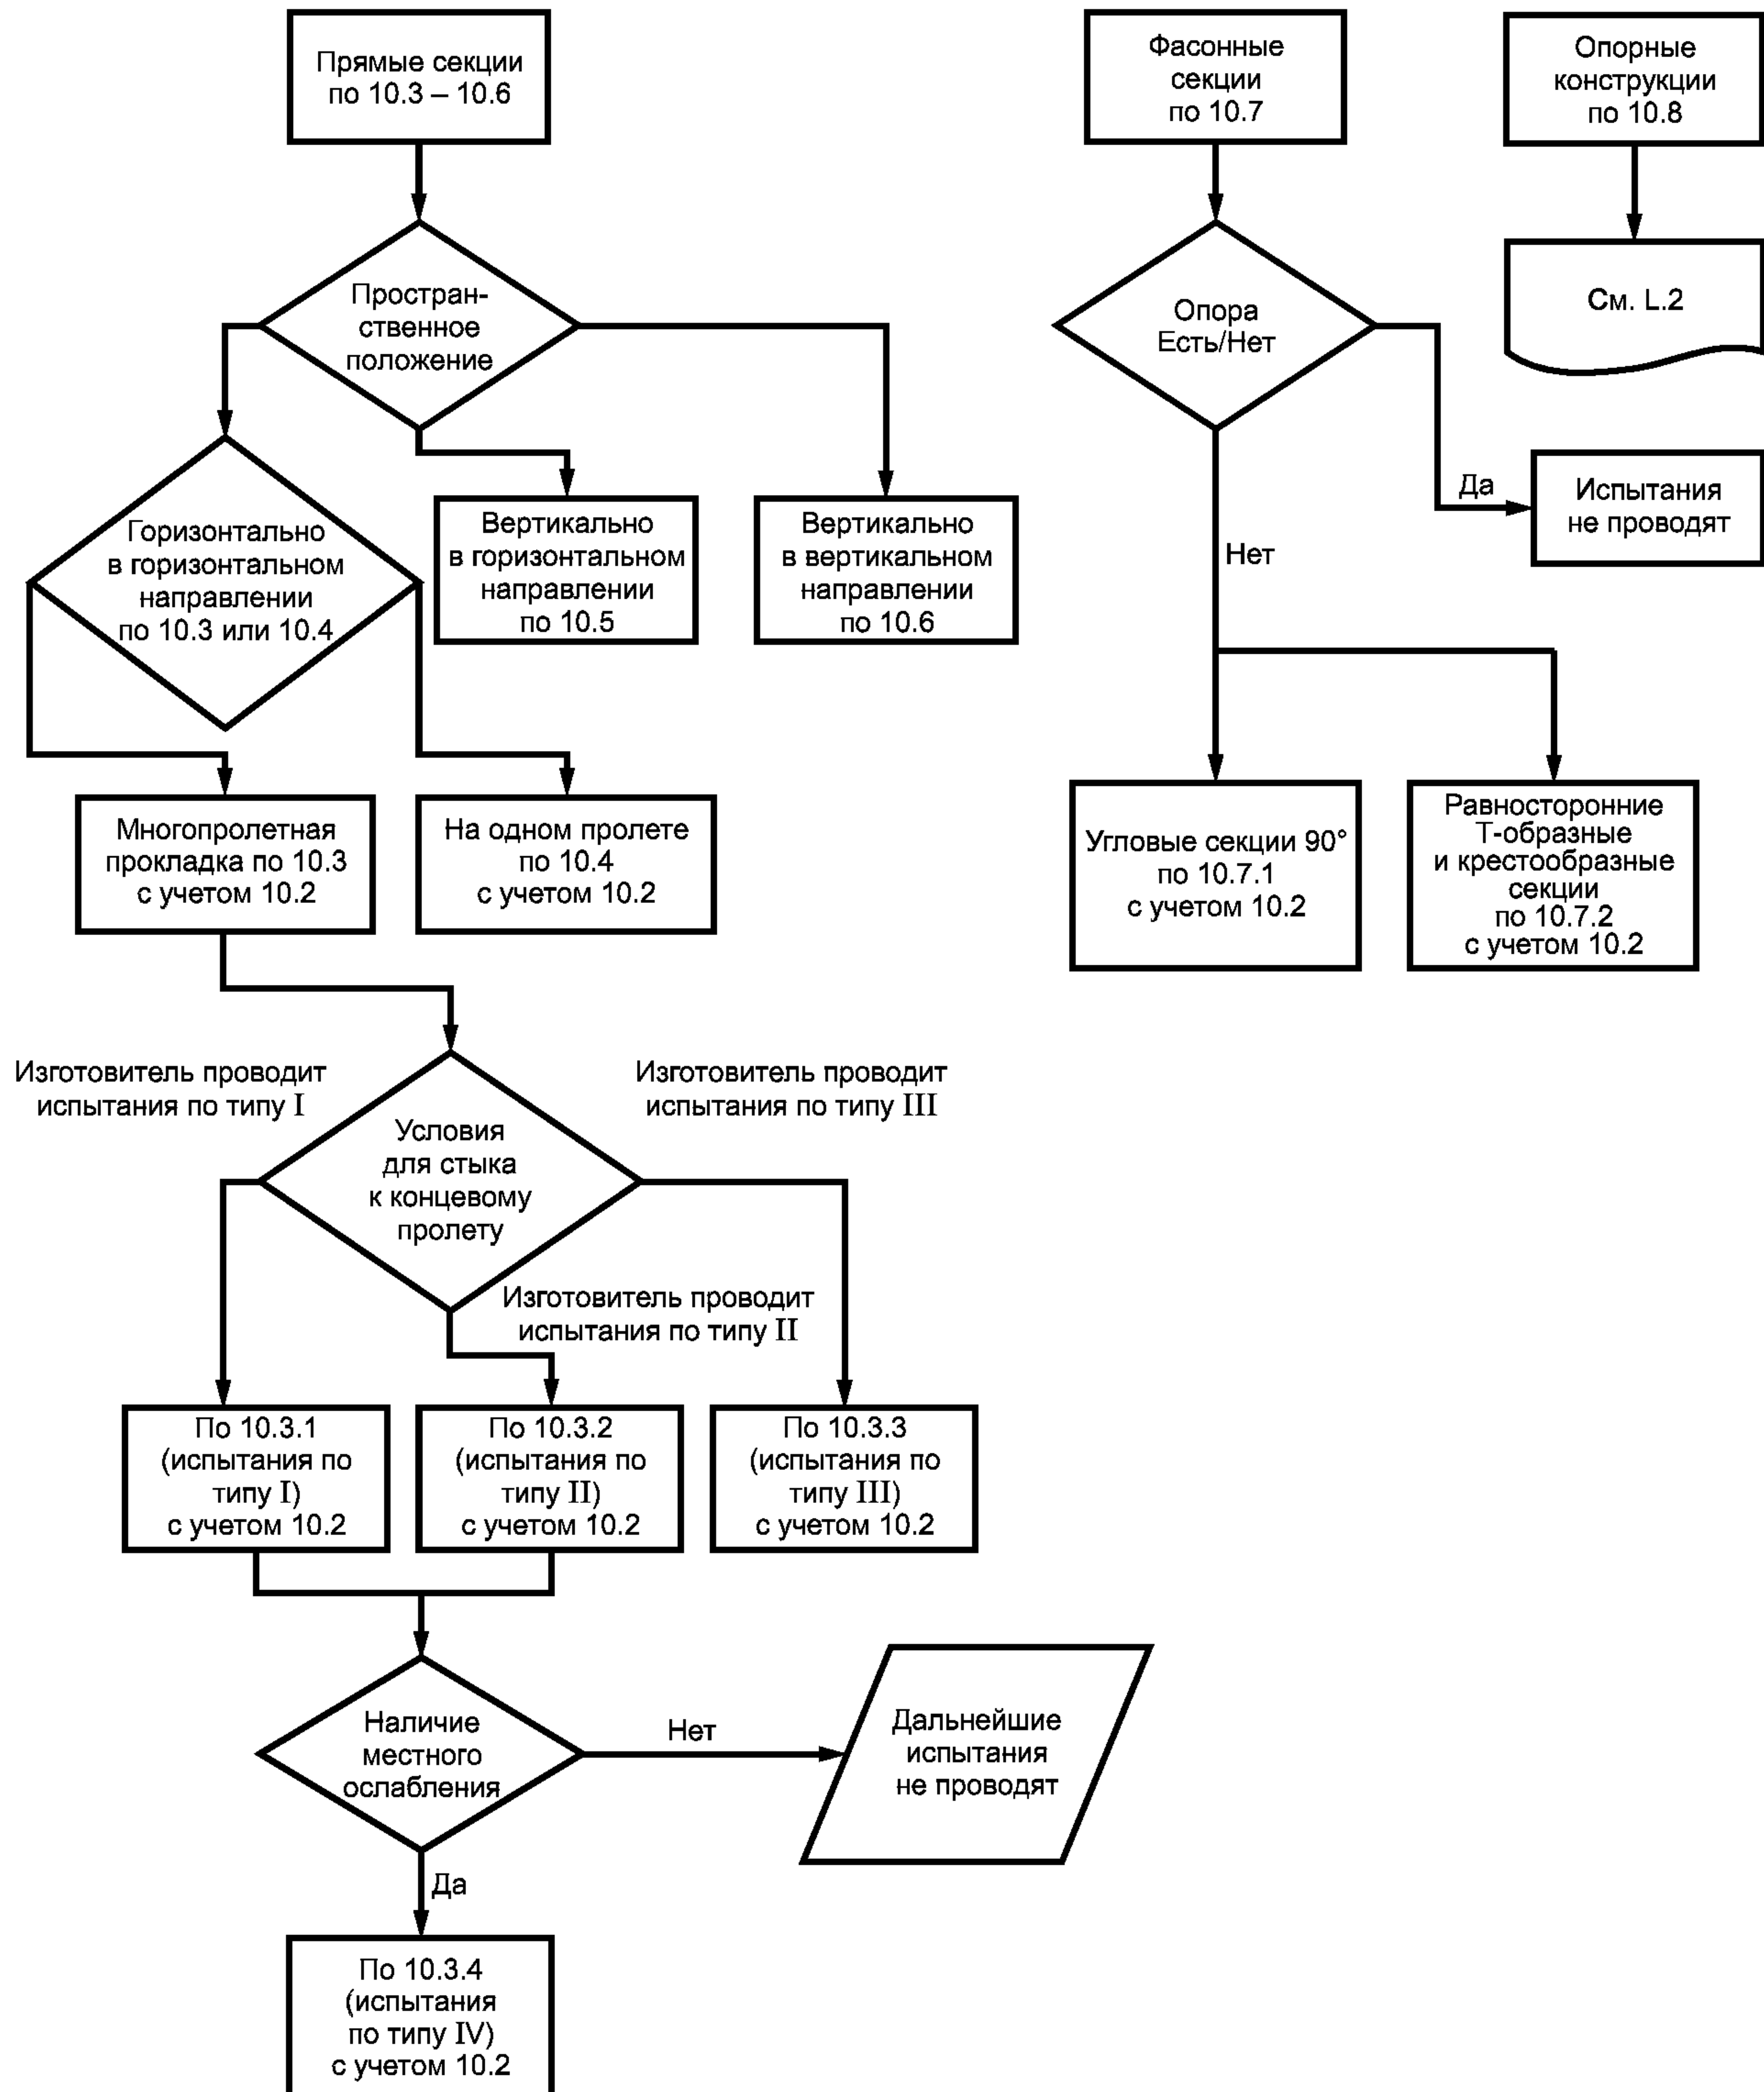 Прямые секции
по 10.3 – 10.6
Фасонные
секции
по 10.7
Опорные
конструкции
по 10.8
Простран-
ственное
положение
Опора
Есть/Нет
См. L.2
Горизонтально
в горизонтальном
направлении
по 10.3 или 10.4
Вертикально
в горизонтальном
направлении
по 10.5
Вертикально
в вертикальном
направлении
по 10.6
Да
Испытания
не проводят
Нет
Многопролетная
прокладка по 10.3
с учетом 10.2
На одном пролете
по 10.4
с учетом 10.2
Угловые секции 90°
по 10.7.1
с учетом 10.2
Равносторонние
Т-образные
и крестообразные
секции
по 10.7.2
с учетом 10.2
Изготовитель проводит
испытания по типу I
Изготовитель проводит
испытания по типу III
Условия
для стыка
к концевому
пролету
Изготовитель проводит
испытания по типу II
По 10.3.1
(испытания по
типу I)
с учетом 10.2
По 10.3.2
(испытания по
типу II)
с учетом 10.2
По 10.3.3
(испытания по
типу III)
с учетом 10.2
Наличие
местного
ослабления
Нет
Дальнейшие
испытания
не проводят
Да
По 10.3.4
(испытания
по типу IV)
с учетом 10.2